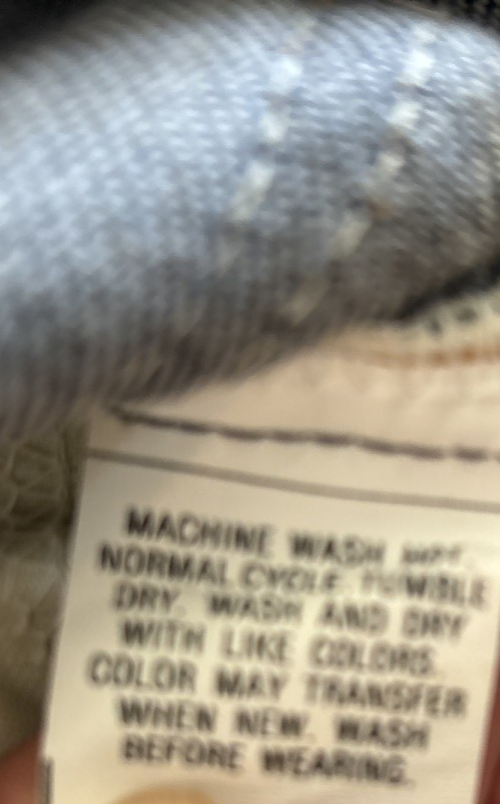 MACHINE WASH
NORMAL CYCLE. TUMBLE
DRY. WASH AND DRY
WITH LIKE COLORS.
COLOR MAY TRANSFER
WHEN NEW. WASH
BEFORE WEARING.